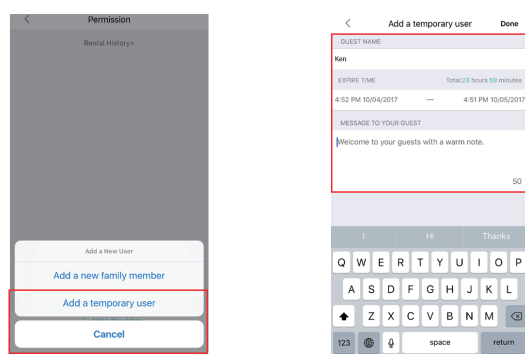 Permission
Rental History>
Add a New User
Add a new family member
Add a temporary user
Cancel
Add a temporary user Done
GUEST NAME
Ken
EXPIRE TIME Total:23 hours 59 minutes
4:52 PM 10/04/2017 — 4:51 PM 10/05/2017
MESSAGE TO YOUR GUEST
Welcome to your guests with a warm note.
50
I Hi Thanks
Q W E R T Y U I O P
A S D F G H J K L
Z X C V B N M
123 space return